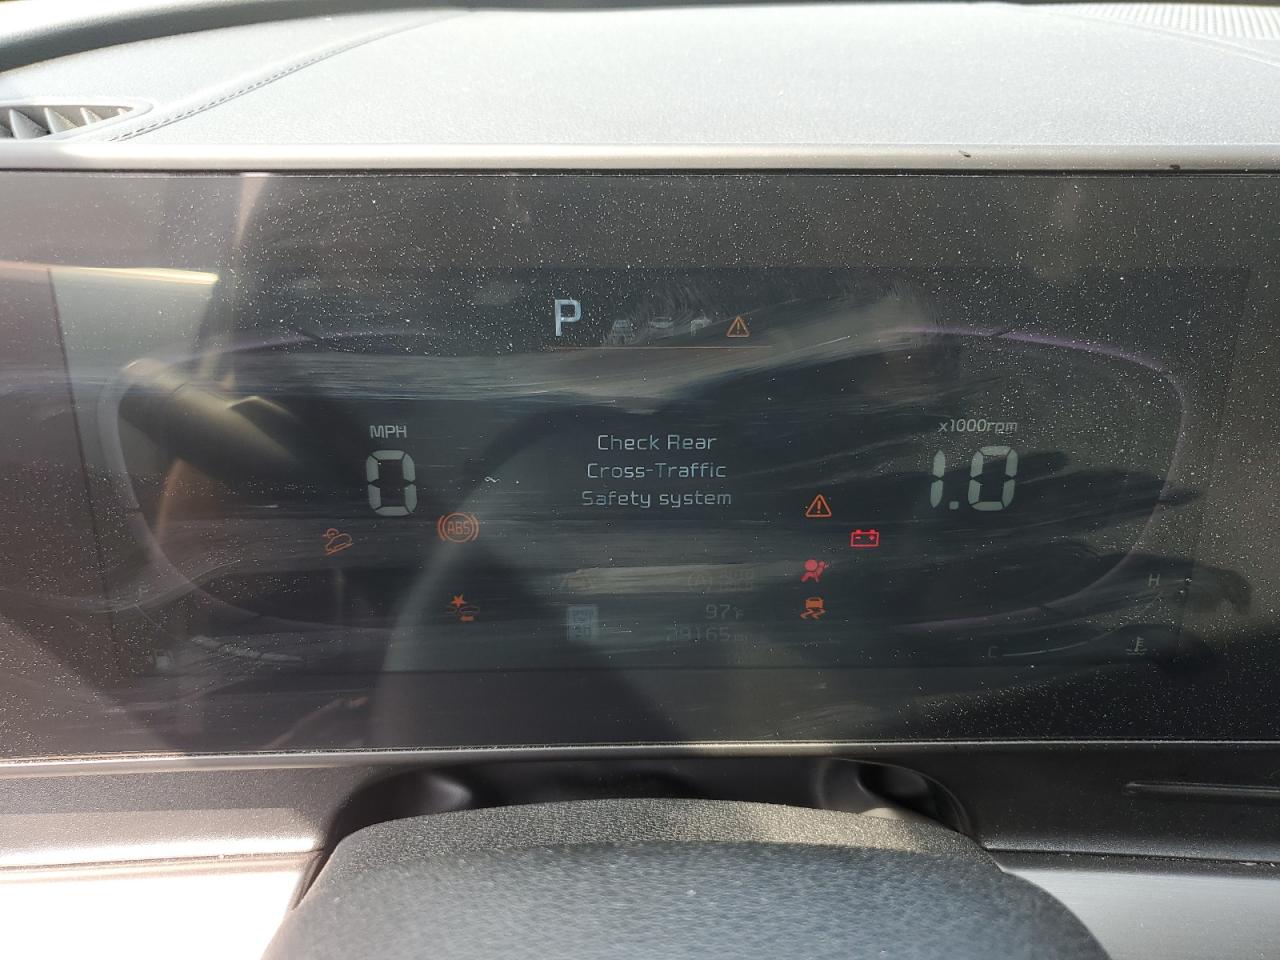 P
MPH
x1000rpm
0
Check Rear
Cross-Traffic
Safety system
1.0
ABS
H
97°F
C